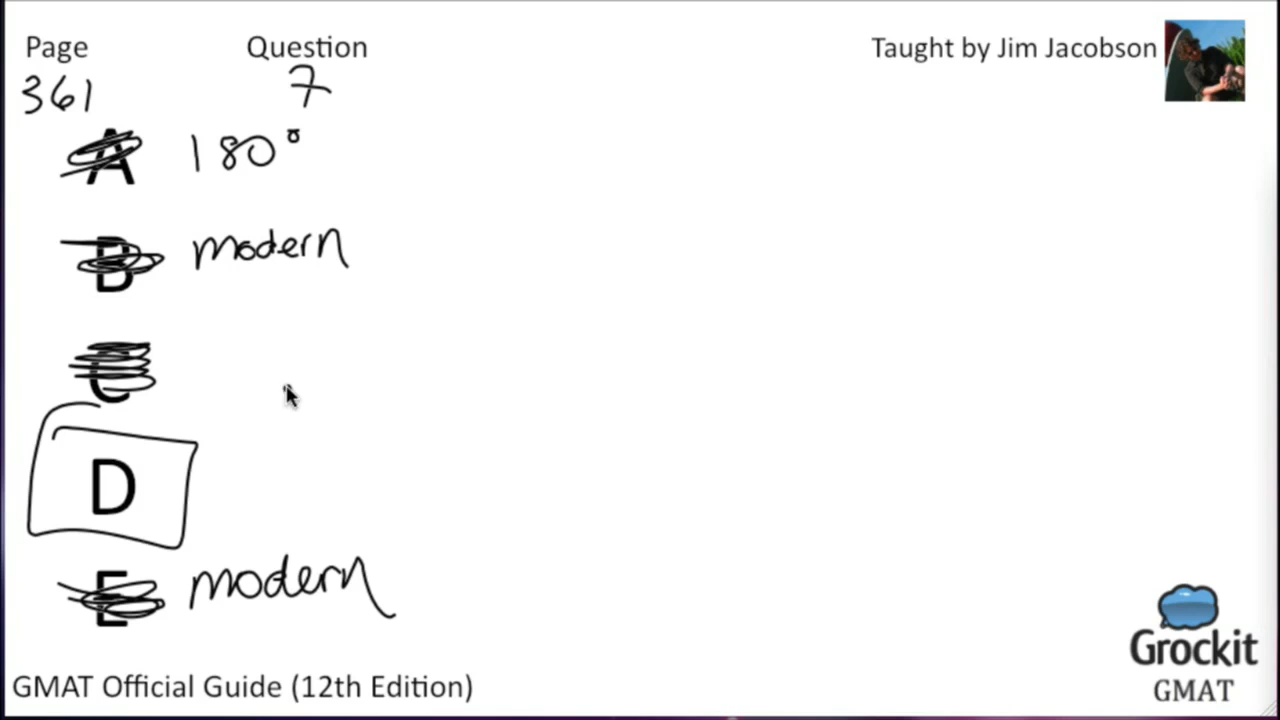 Page Question Taught by Jim Jacobson
361 7
A 180°
B modern
C
D
E modern
Grockit
GMAT
GMAT Official Guide (12th Edition)